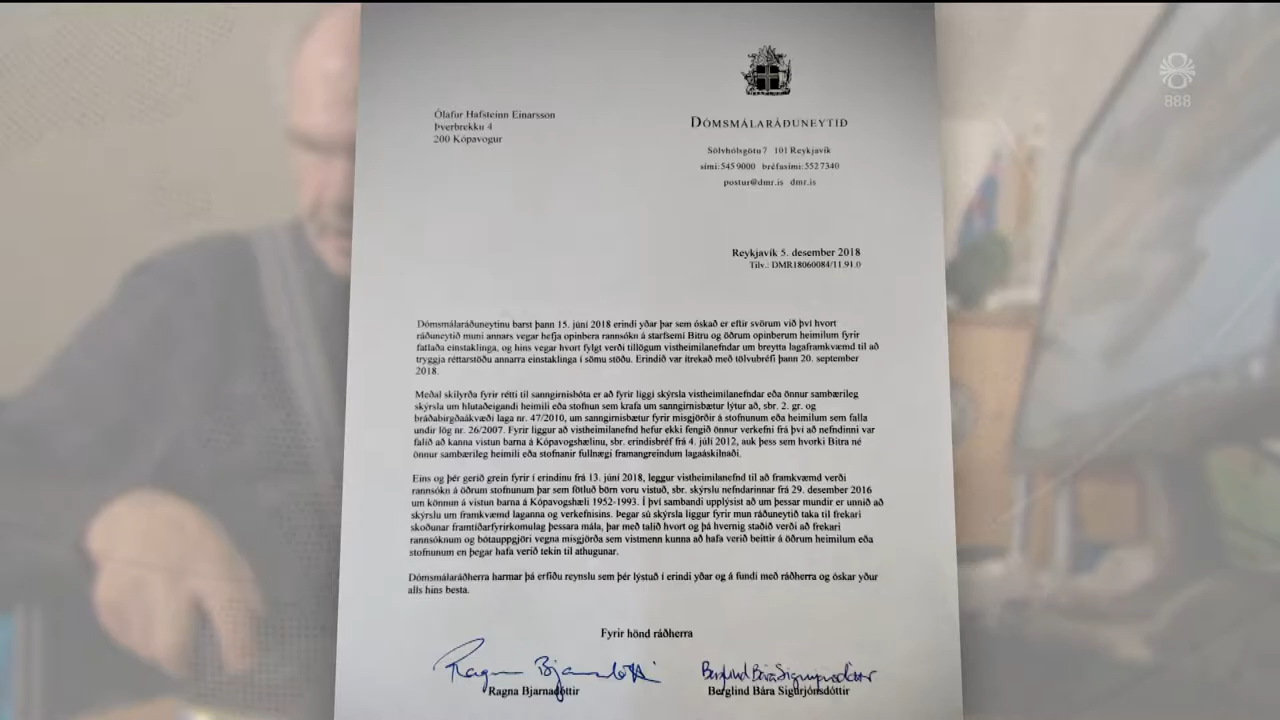 888
Ólafur Hafsteinn Einarsson
Þverbrekku 4
200 Kópavogur
DÓMSMÁLARÁÐUNEYTIÐ
Sölvhólsgötu 7 101 Reykjavík
sími:545 9000 bréfasími:552 7340
postur@dmr.is dmr.is
Reykjavík 5. desember 2018
Tilv.: DMR18060084/11.91.0
Dómsmálaráðuneytinu barst þann 15. júní 2018 erindi yðar þar sem óskað er eftir svörum við því hvort
ráðuneytið muni annars vegar hefja opinbera rannsókn á starfsemi Bitru og öðrum opinberum heimilum fyrir
fatlaða einstaklinga, og hins vegar hvort fylgt verði tillögum vistheimilanefndar um breytta lagaframkvæmd til að
tryggja réttarstöðu annarra einstaklinga í sömu stöðu. Erindið var ítrekað með tölvubréfi þann 20. september
2018.
Meðal skilyrða fyrir rétti til sanngirnisbóta er að fyrir liggi skýrsla vistheimilanefndar eða önnur sambærileg
skýrsla um hlutaðeigandi heimili eða stofnun sem krafa um sanngirnisbætur lýtur að, sbr. 2. gr. og
bráðabirgðaákvæði laga nr. 47/2010, um sanngirnisbætur fyrir misgjörðir á stofnunum eða heimilum sem falla
undir lög nr. 26/2007. Fyrir liggur að vistheimilanefnd hefur ekki fengið önnur verkefni frá því að nefndinni var
falið að kanna vistun barna á Kópavogshælinu, sbr. erindisbréf frá 4. júlí 2012, auk þess sem hvorki Bitra né
önnur sambærileg heimili eða stofnanir fullnægi framangreindum lagaáskilnaði.
Eins og þér gerið grein fyrir í erindinu frá 13. júní 2018, leggur vistheimilanefnd til að framkvæmd verði
rannsókn á öðrum stofnunum þar sem fötluð börn voru vistuð, sbr. skýrslu nefndarinnar frá 29. desember 2016
um könnun á vistun barna á Kópavogshæli 1952-1993. Í því sambandi upplýsist að um þessar mundir er unnið að
skýrslu um framkvæmd laganna og verkefnisins. Þegar sú skýrsla liggur fyrir mun ráðuneytið taka til frekari
skoðunar framtíðarfyrirkomulag þessara mála, þar með talið hvort og þá hvernig staðið verði að frekari
rannsóknum og bótauppgjöri vegna misgjörða sem vistmenn kunna að hafa verið beittir á öðrum heimilum eða
stofnunum en þegar hafa verið tekin til athugunar.
Dómsmálaráðherra harmar þá erfiðu reynslu sem þér lýstuð í erindi yðar og á fundi með ráðherra og óskar yður
alls hins besta.
Fyrir hönd ráðherra
Ragna Bjarnadóttir Berglind Bára Sigurjónsdóttir
Ragna Bjarnadóttir Berglind Bára Sigurjónsdóttir